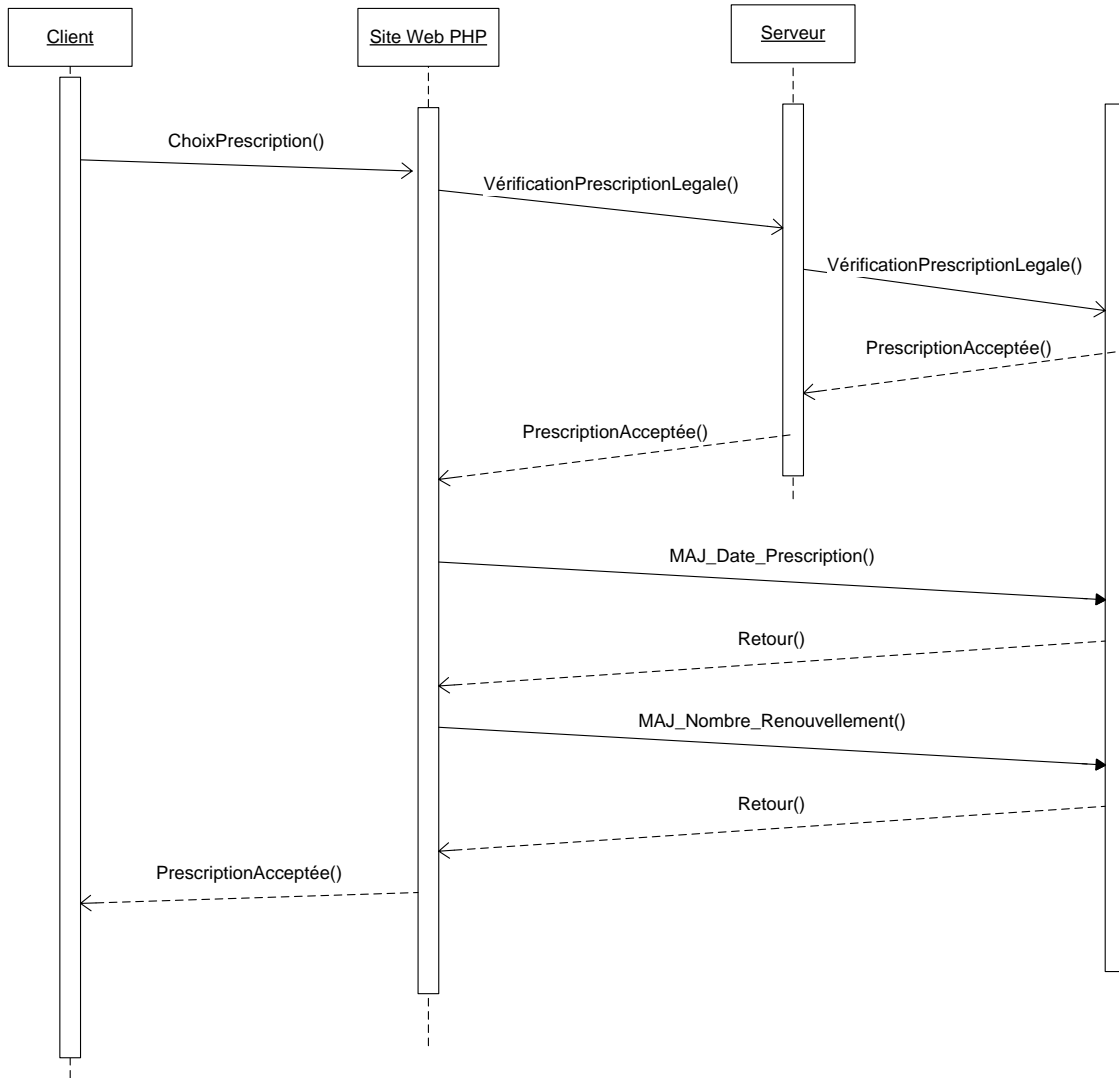 Client
Site Web PHP
Serveur
ChoixPrescription()
VérificationPrescriptionLegale()
VérificationPrescriptionLegale()
PrescriptionAcceptée()
PrescriptionAcceptée()
MAJ_Date_Prescription()
Retour()
MAJ_Nombre_Renouvellement()
Retour()
PrescriptionAcceptée()